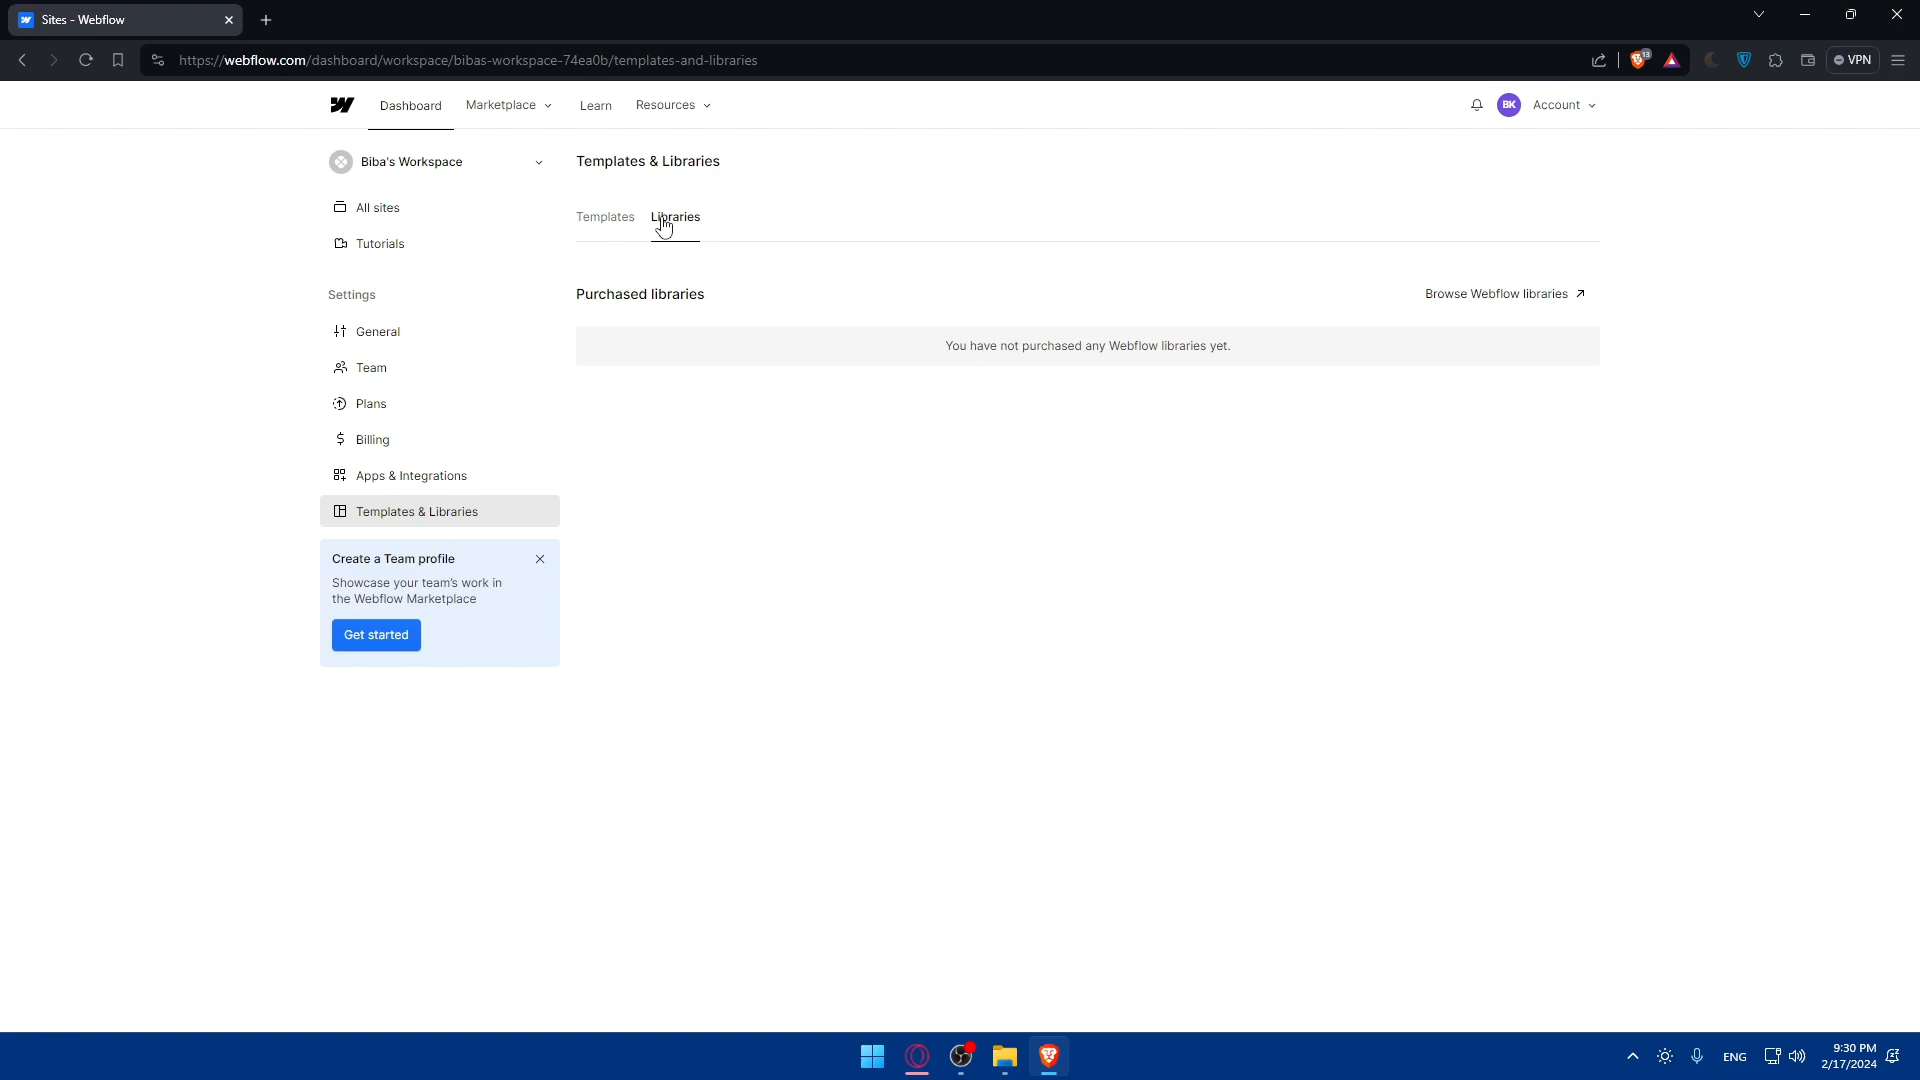 Sites - Webflow
https://webflow.com/dashboard/workspace/bibas-workspace-74ea0b/templates-and-libraries
13
VPN
Dashboard
Marketplace
Learn
Resources
BK
Account
Biba's Workspace
Templates & Libraries
All sites
Templates
Libraries
Tutorials
Settings
Purchased libraries
Browse Webflow libraries
General
You have not purchased any Webflow libraries yet.
Team
Plans
Billing
Apps & Integrations
Templates & Libraries
Create a Team profile
Showcase your team's work in
the Webflow Marketplace
Get started
ENG
9:30 PM
2/17/2024